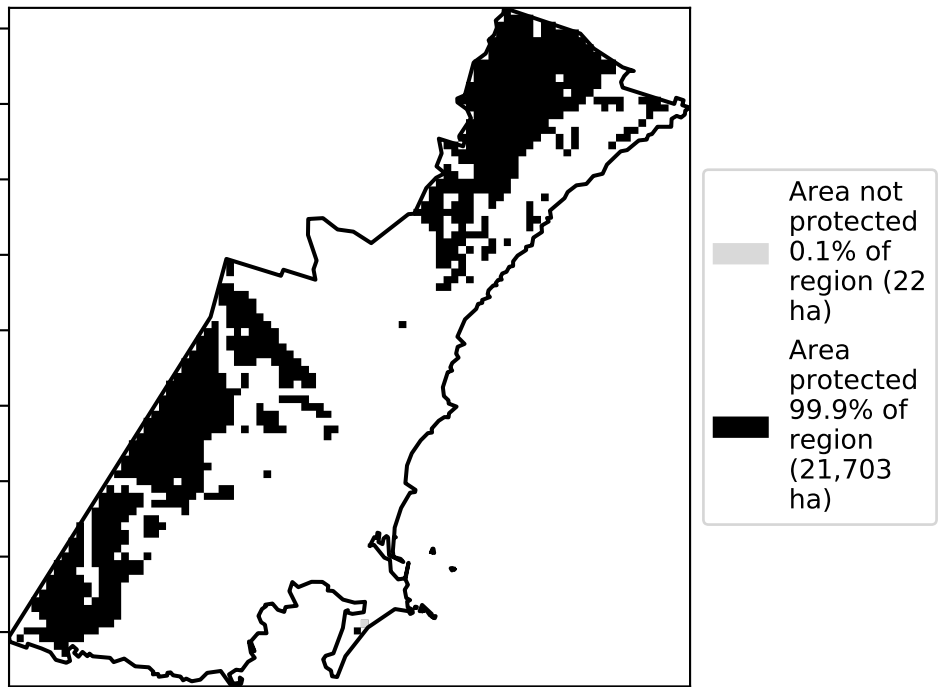 Area not
protected
0.1% of
region (22
ha)
Area
protected
99.9% of
region
(21,703
ha)